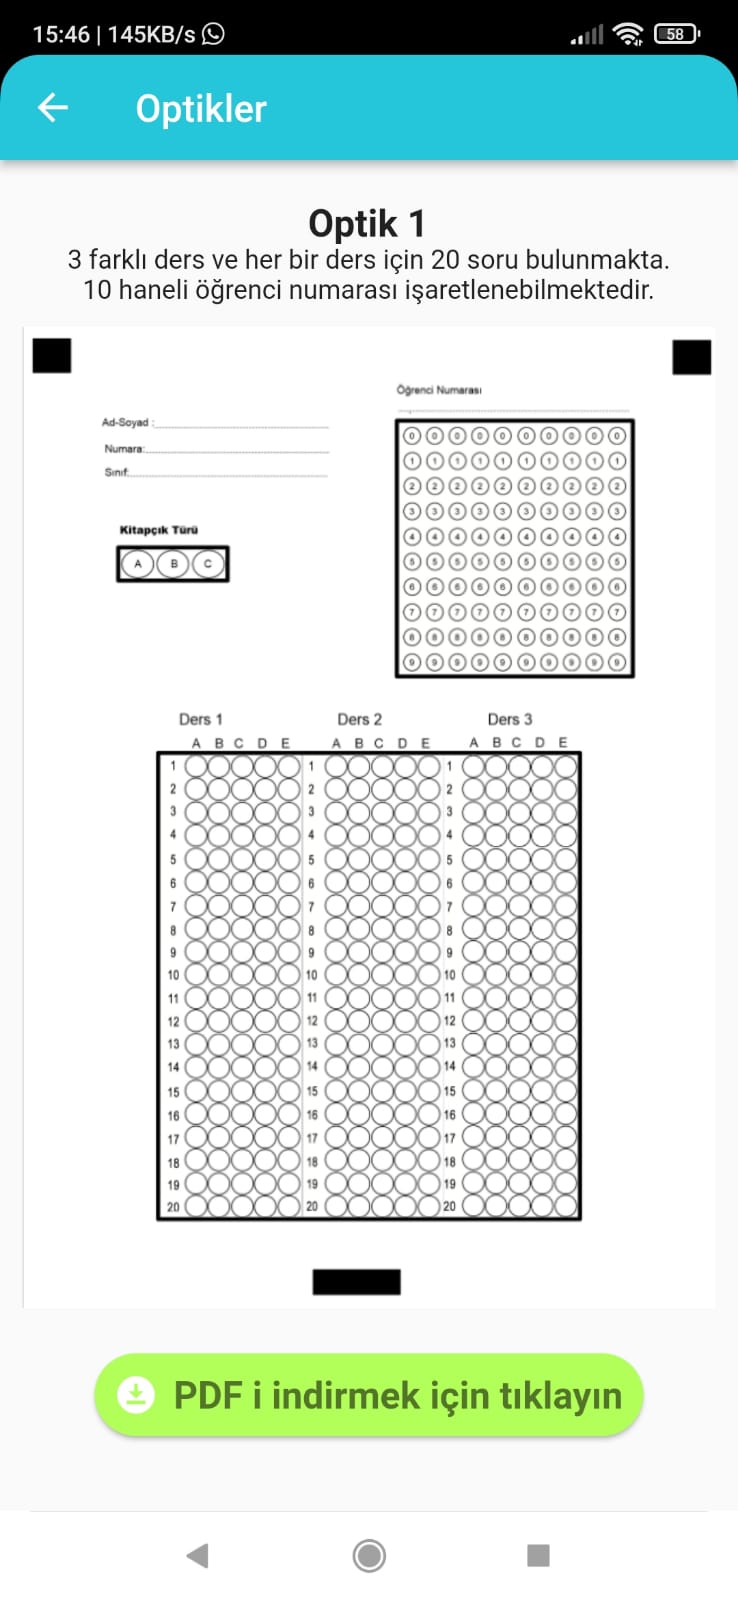 15:46 | 145KB/s
58
Optikler
Optik 1
3 farklı ders ve her bir ders için 20 soru bulunmakta.
10 haneli öğrenci numarası işaretlenebilmektedir.
Öğrenci Numarası
Ad-Soyad :
Numara:
Sınıf:
0 0 0 0 0 0 0 0 0 0
1 1 1 1 1 1 1 1 1 1
2 2 2 2 2 2 2 2 2 2
3 3 3 3 3 3 3 3 3 3
4 4 4 4 4 4 4 4 4 4
5 5 5 5 5 5 5 5 5 5
6 6 6 6 6 6 6 6 6 6
7 7 7 7 7 7 7 7 7 7
8 8 8 8 8 8 8 8 8 8
9 9 9 9 9 9 9 9 9 9
Kitapçık Türü
A B C
Ders 1 Ders 2 Ders 3
A B C D E A B C D E A B C D E
1 1 1
2 2 2
3 3 3
4 4 4
5 5 5
6 6 6
7 7 7
8 8 8
9 9 9
10 10 10
11 11 11
12 12 12
13 13 13
14 14 14
15 15 15
16 16 16
17 17 17
18 18 18
19 19 19
20 20 20
PDF i indirmek için tıklayın